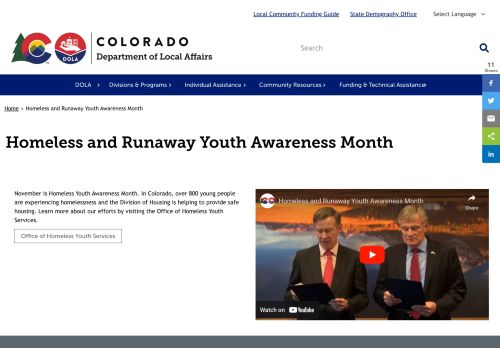 Local Community Funding Guide
State Demography Office
Select Language
COLORADO
Department of Local Affairs
DOLA
Search
11
Shares
DOLA
Divisions & Programs
Individual Assistance
Community Resources
Funding & Technical Assistance
Home
Homeless and Runaway Youth Awareness Month
Homeless and Runaway Youth Awareness Month
November is Homeless Youth Awareness Month. In Colorado, over 800 young people
are experiencing homelessness and the Division of Housing is helping to provide safe
housing. Learn more about our efforts by visiting the Office of Homeless Youth
Services.
Office of Homeless Youth Services
Homeless and Runaway Youth Awareness Month
Share
Watch on YouTube